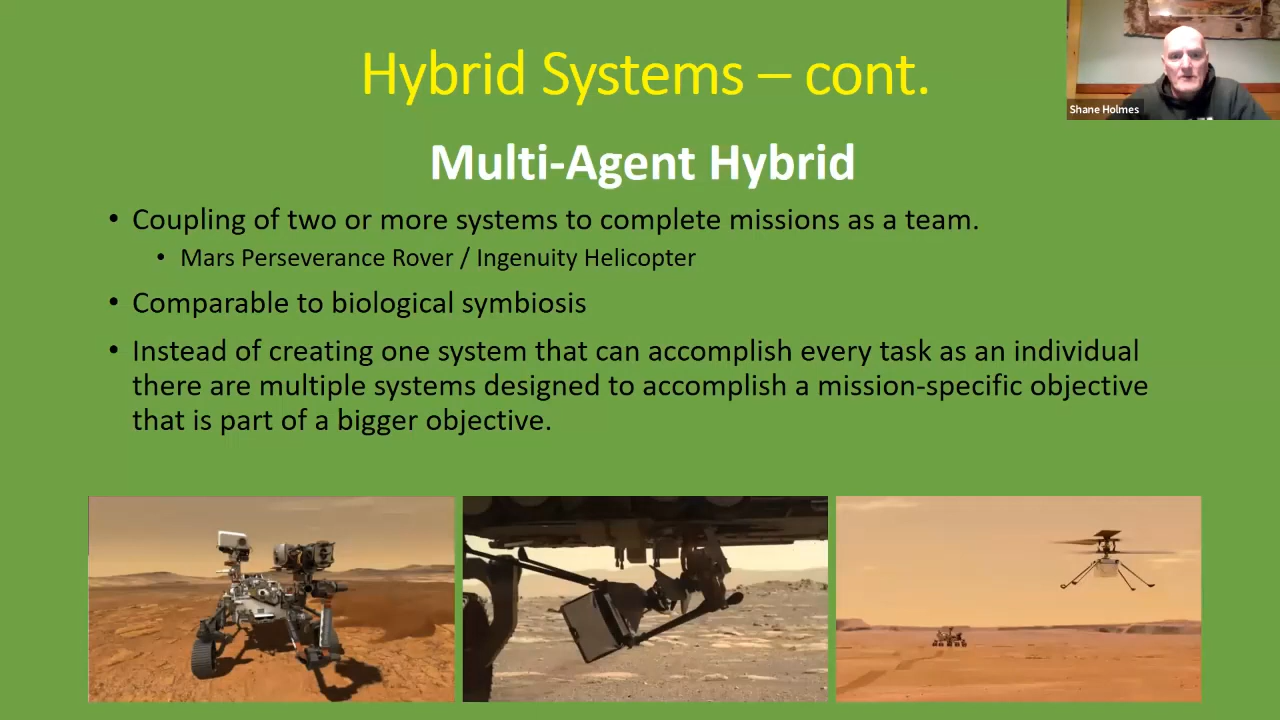 Hybrid Systems – cont.
Shane Holmes
Multi-Agent Hybrid
• Coupling of two or more systems to complete missions as a team.
• Mars Perseverance Rover / Ingenuity Helicopter
• Comparable to biological symbiosis
• Instead of creating one system that can accomplish every task as an individual
there are multiple systems designed to accomplish a mission-specific objective
that is part of a bigger objective.